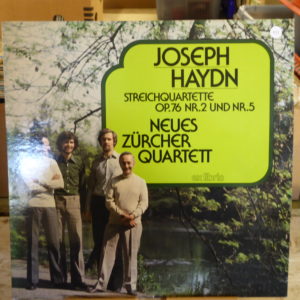 JOSEPH
HAYDN
STREICHQUARTETTE
OP. 76 NR. 2 UND NR. 5
NEUES
ZÜRCHER
QUARTETT
ex libris